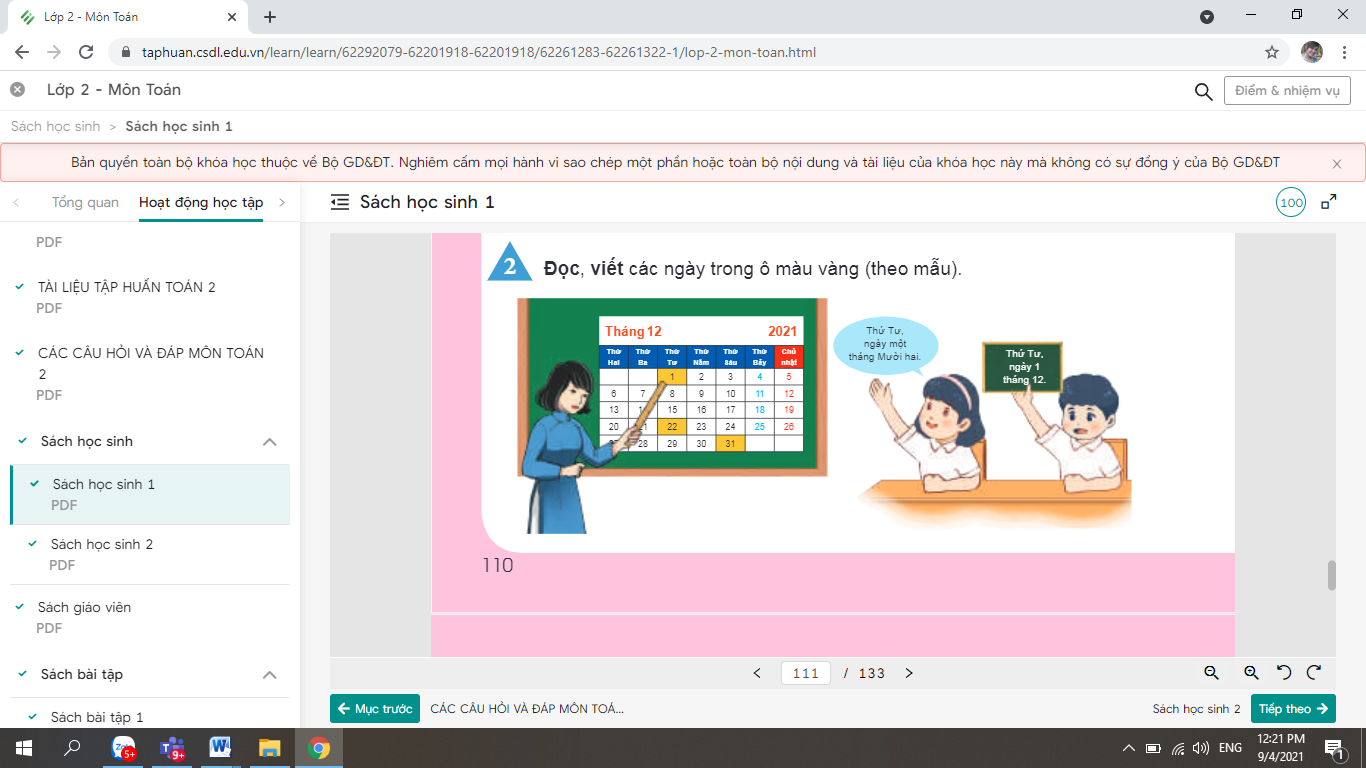 Lớp 2 - Môn Toán
taphuan.csdl.edu.vn/learn/learn/62292079-62201918-62201918/62261283-62261322-1/lop-2-mon-toan.html
Lớp 2 - Môn Toán
Điểm & nhiệm vụ
Sách học sinh > Sách học sinh 1
Bản quyền toàn bộ khóa học thuộc về Bộ GD&ĐT. Nghiêm cấm mọi hành vi sao chép một phần hoặc toàn bộ nội dung và tài liệu của khóa học này mà không có sự đồng ý của Bộ GD&ĐT
Tổng quan Hoạt động học tập
PDF
TÀI LIỆU TẬP HUẤN TOÁN 2
PDF
CÁC CÂU HỎI VÀ ĐÁP MÔN TOÁN
2
PDF
Sách học sinh
Sách học sinh 1
PDF
Sách học sinh 2
PDF
Sách giáo viên
PDF
Sách bài tập
Sách bài tập 1
Sách học sinh 1
100
2 Đọc, viết các ngày trong ô màu vàng (theo mẫu).
Tháng 12 2021
Thứ Hai Thứ Ba Thứ Tư Thứ Năm Thứ Sáu Thứ Bảy Chủ nhật
1 2 3 4 5
6 7 8 9 10 11 12
13 15 16 17 18 19
20 22 23 24 25 26
28 29 30 31
Thứ Tư,
ngày một
tháng Mười hai.
Thứ Tư,
ngày 1
tháng 12.
110
111 / 133
Mục trước
CÁC CÂU HỎI VÀ ĐÁP MÔN TOÁ...
Sách học sinh 2
Tiếp theo
Zalo
5+
9+
ENG
12:21 PM
9/4/2021
1